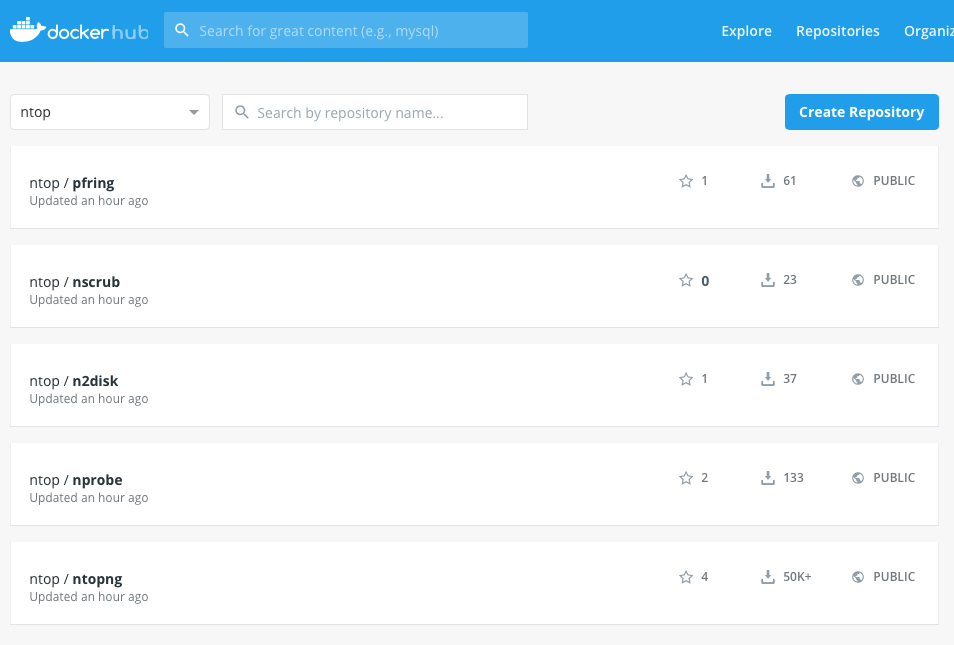 dockerhub
Search for great content (e.g., mysql)
Explore
Repositories
Organiz
ntop
Search by repository name...
Create Repository
ntop / pfring
1
61
PUBLIC
Updated an hour ago
ntop / nscrub
0
23
PUBLIC
Updated an hour ago
ntop / n2disk
1
37
PUBLIC
Updated an hour ago
ntop / nprobe
2
133
PUBLIC
Updated an hour ago
ntop / ntopng
4
50K+
PUBLIC
Updated an hour ago